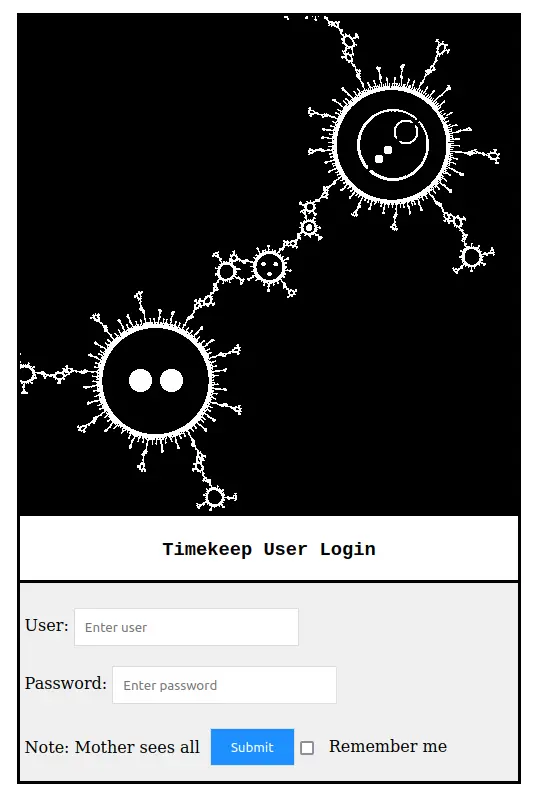 Timekeep User Login
User: Enter user
Password: Enter password
Note: Mother sees all Submit Remember me